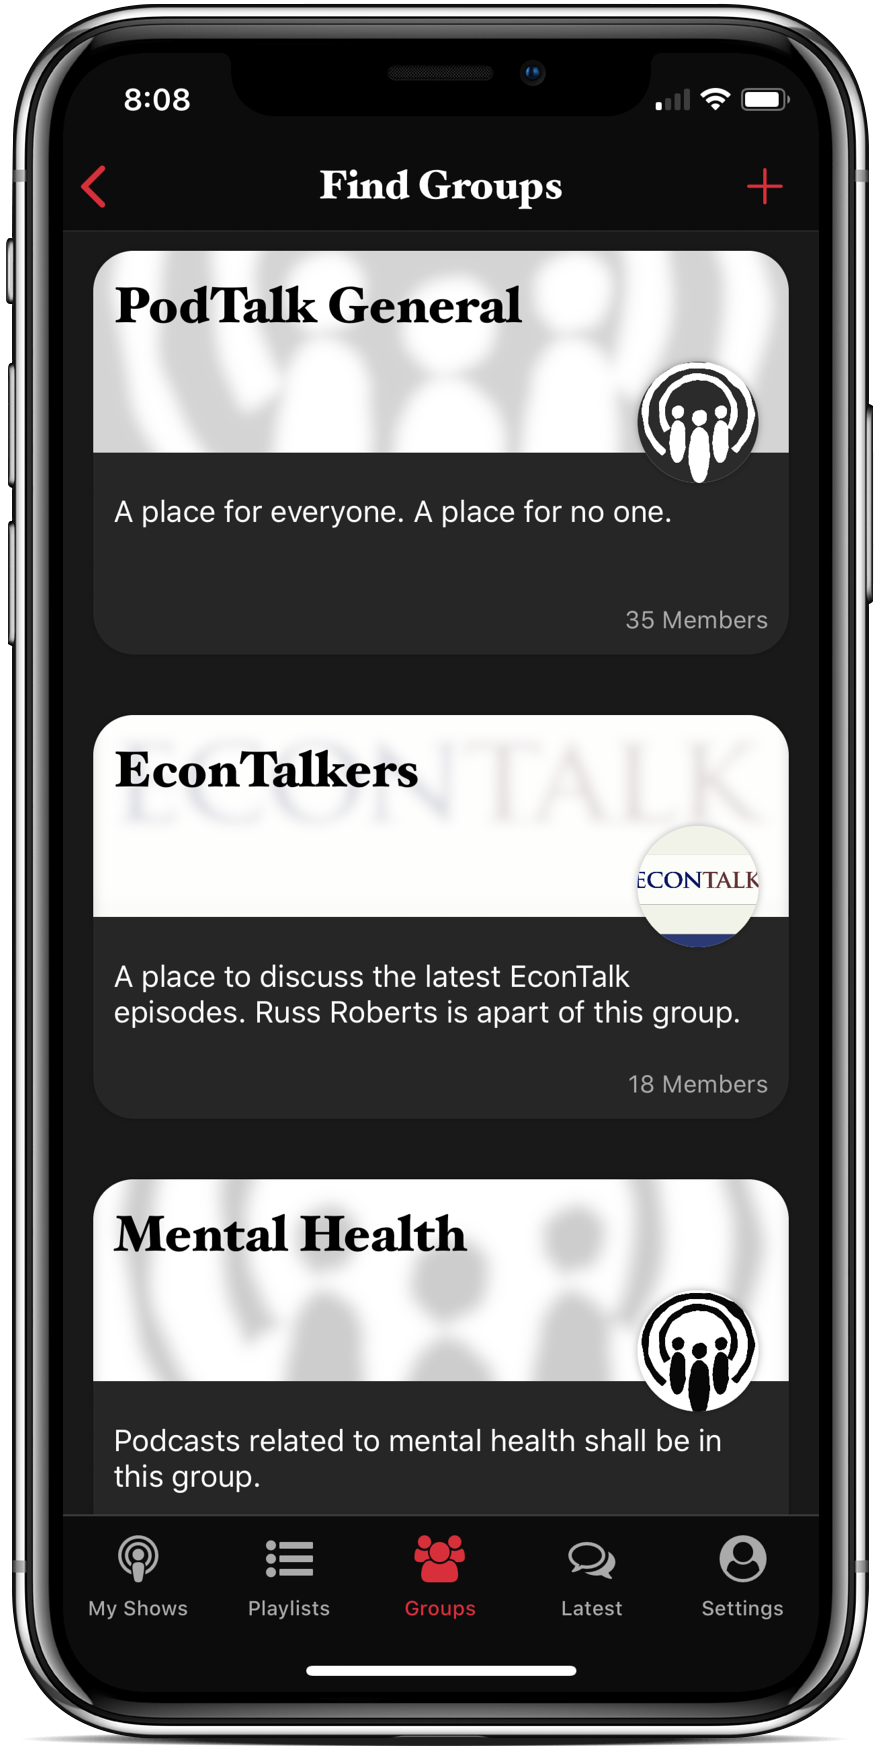 8:08
Find Groups
PodTalk General
A place for everyone. A place for no one.
35 Members
ECONTALK
EconTalkers
ECONTALK
A place to discuss the latest EconTalk
episodes. Russ Roberts is apart of this group.
18 Members
Mental Health
Podcasts related to mental health shall be in
this group.
My Shows
Playlists
Groups
Latest
Settings